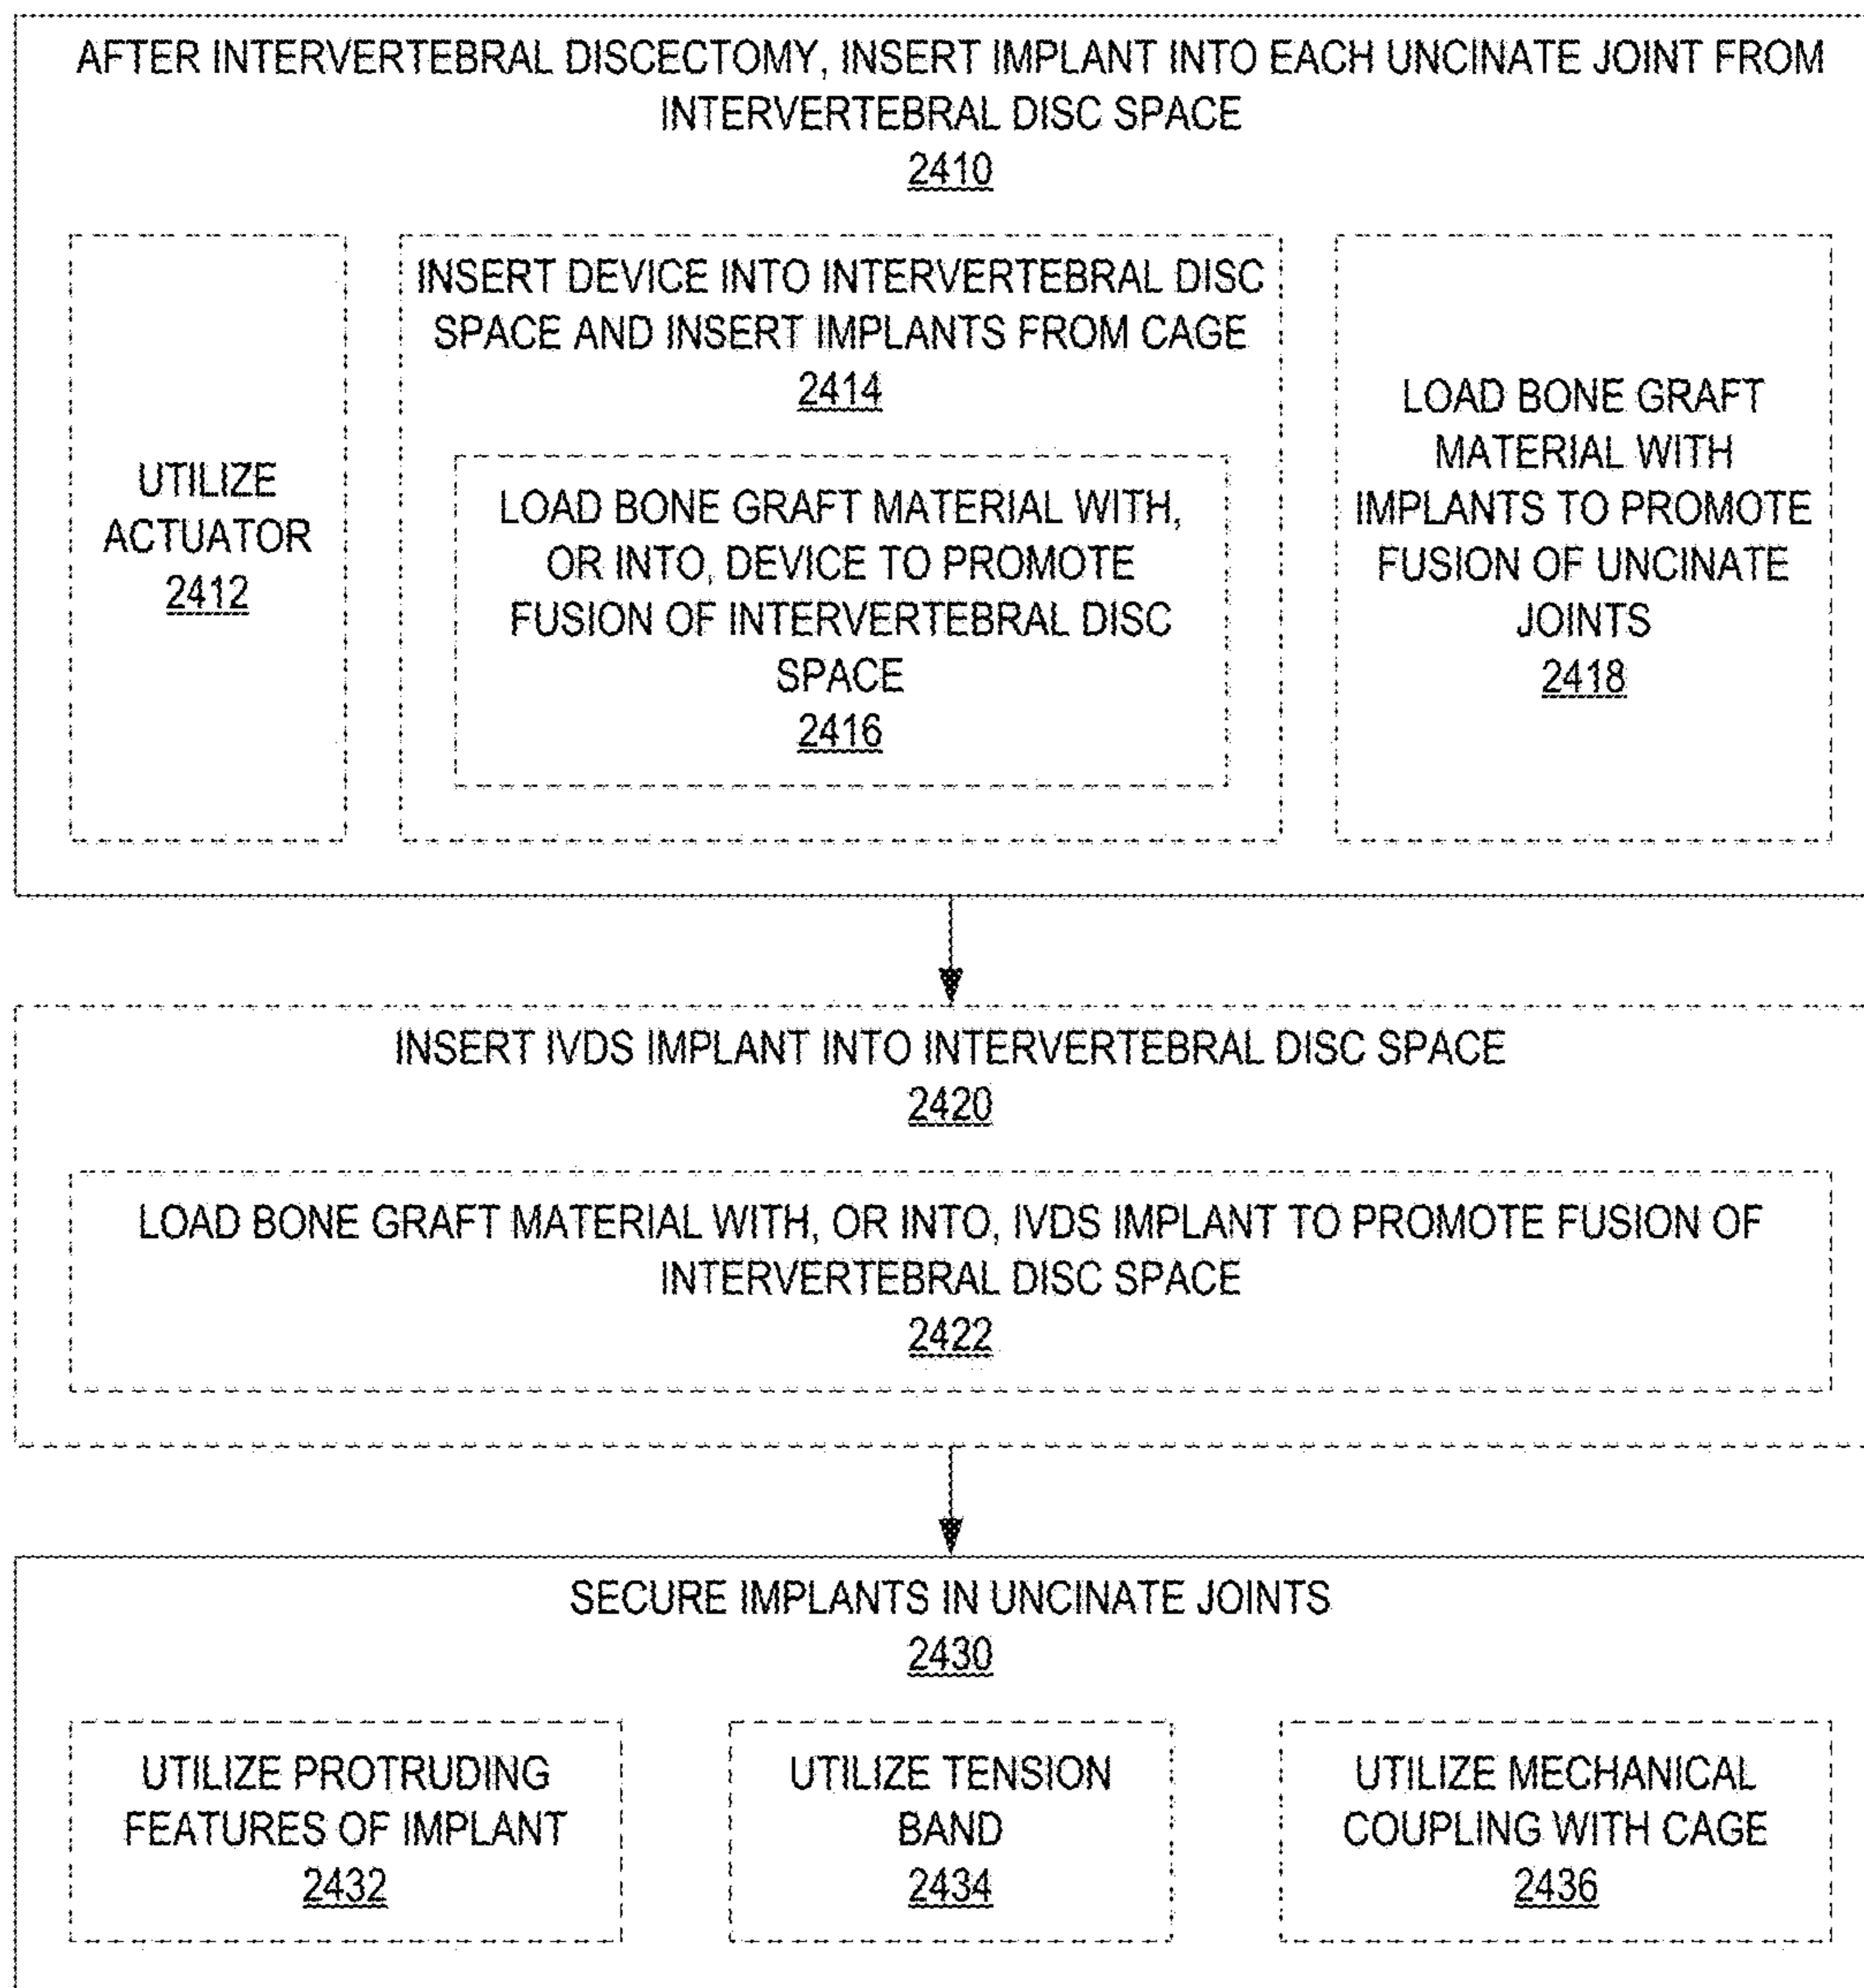 AFTER INTERVERTEBRAL DISCECTOMY, INSERT IMPLANT INTO EACH UNCINATE JOINT FROM
INTERVERTEBRAL DISC SPACE
2410
UTILIZE
ACTUATOR
2412
INSERT DEVICE INTO INTERVERTEBRAL DISC
SPACE AND INSERT IMPLANTS FROM CAGE
2414
LOAD BONE GRAFT MATERIAL WITH,
OR INTO, DEVICE TO PROMOTE
FUSION OF INTERVERTEBRAL DISC
SPACE
2416
LOAD BONE GRAFT
MATERIAL WITH
IMPLANTS TO PROMOTE
FUSION OF UNCINATE
JOINTS
2418
INSERT IVDS IMPLANT INTO INTERVERTEBRAL DISC SPACE
2420
LOAD BONE GRAFT MATERIAL WITH, OR INTO, IVDS IMPLANT TO PROMOTE FUSION OF
INTERVERTEBRAL DISC SPACE
2422
SECURE IMPLANTS IN UNCINATE JOINTS
2430
UTILIZE PROTRUDING
FEATURES OF IMPLANT
2432
UTILIZE TENSION
BAND
2434
UTILIZE MECHANICAL
COUPLING WITH CAGE
2436